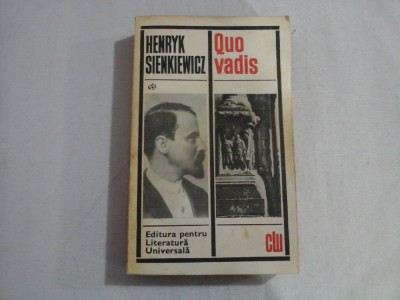 HENRYK
SIENKIEWICZ
Quo
vadis
Editura pentru
Literatură
Universală
clu